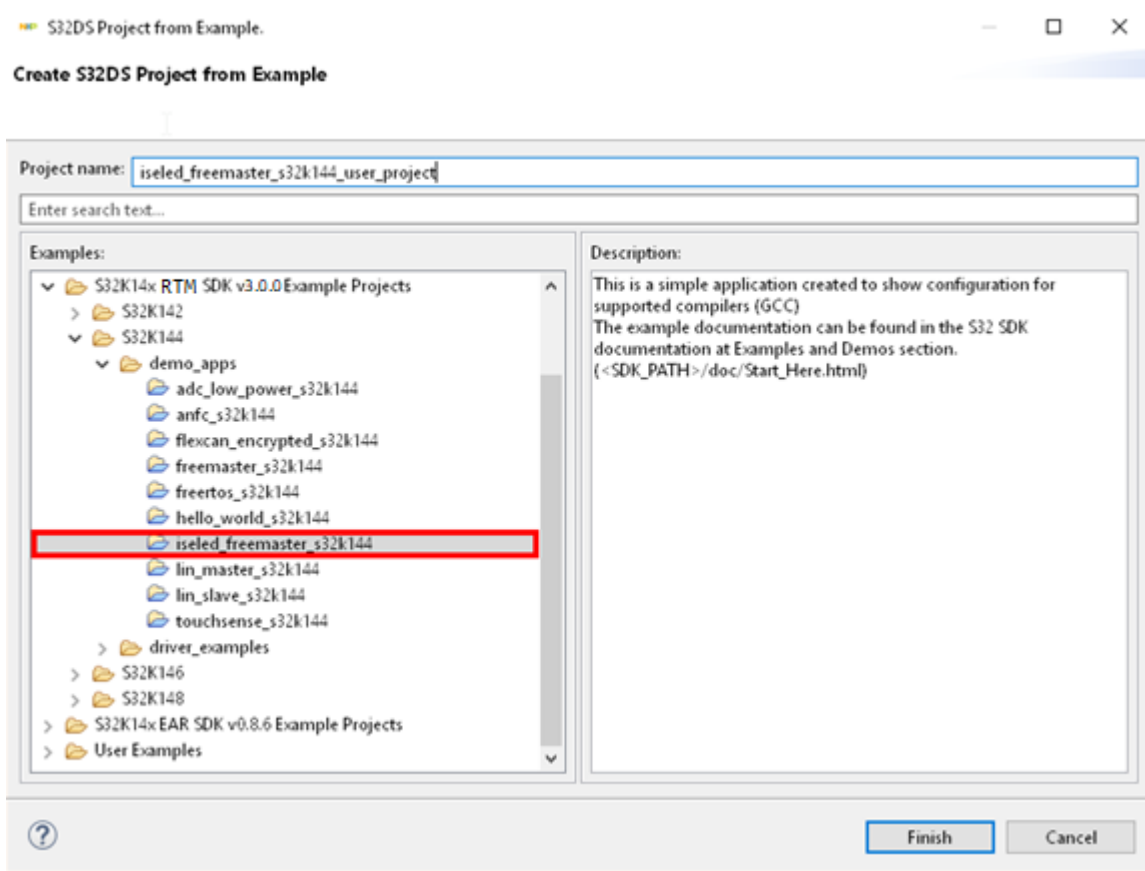 S32DS Project from Example.
Create S32DS Project from Example
Project name: iseled_freemaster_s32k144_user_project
Enter search text...
Examples:
S32K14x RTM SDK v3.0.0 Example Projects
S32K142
S32K144
demo_apps
adc_low_power_s32k144
anfc_s32k144
flexcan_encrypted_s32k144
freemaster_s32k144
freertos_s32k144
hello_world_s32k144
iseled_freemaster_s32k144
lin_master_s32k144
lin_slave_s32k144
touchsense_s32k144
driver_examples
S32K146
S32K148
S32K14x EAR SDK v0.8.6 Example Projects
User Examples
Description:
This is a simple application created to show configuration for
supported compilers (GCC)
The example documentation can be found in the S32 SDK
documentation at Examples and Demos section.
(<SDK_PATH>/doc/Start_Here.html)
?
Finish
Cancel